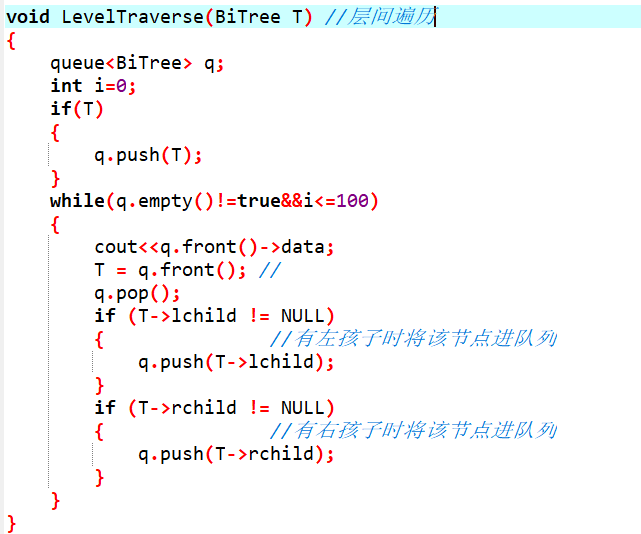 void LevelTraverse(BiTree T) //层间遍历
{
    queue<BiTree> q;
    int i=0;
    if(T)
    {
        q.push(T);
    }
    while(q.empty()!=true&&i<=100)
    {
        cout<<q.front()->data;
        T = q.front(); //
        q.pop();
        if (T->lchild != NULL)
        {               //有左孩子时将该节点进队列
            q.push(T->lchild);
        }
        if (T->rchild != NULL)
        {               //有右孩子时将该节点进队列
            q.push(T->rchild);
        }
    }
}